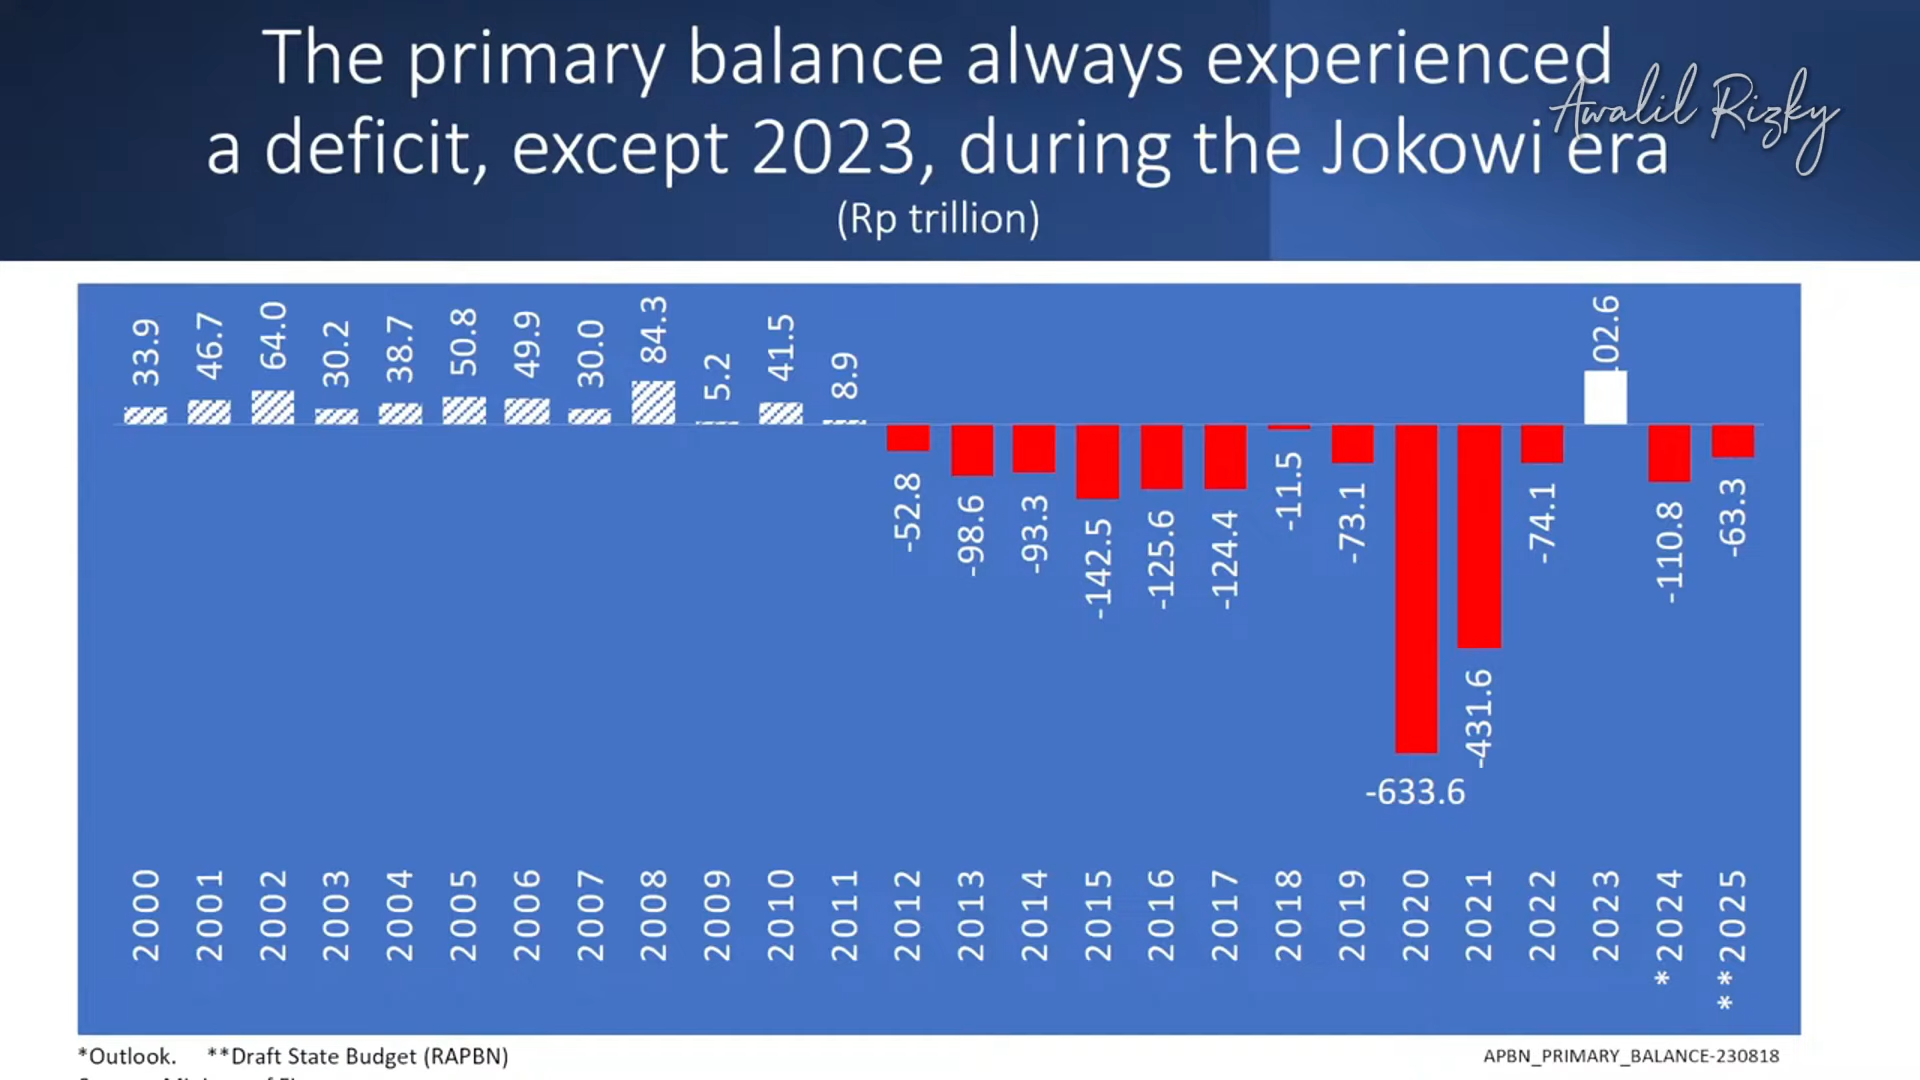 The primary balance always experienced
a deficit, except 2023, during the Jokowi era
Awalil Rizky
(Rp trillion)
33.9 46.7 64.0 30.2 38.7 50.8 49.9 30.0 84.3 5.2 41.5 8.9 -52.8 -98.6 -93.3 -142.5 -125.6 -124.4 -11.5 -73.1 -633.6 -431.6 -74.1 102.6 -110.8 -63.3
2000 2001 2002 2003 2004 2005 2006 2007 2008 2009 2010 2011 2012 2013 2014 2015 2016 2017 2018 2019 2020 2021 2022 2023 *2024 **2025
*Outlook. **Draft State Budget (RAPBN)
APBN_PRIMARY_BALANCE-230818